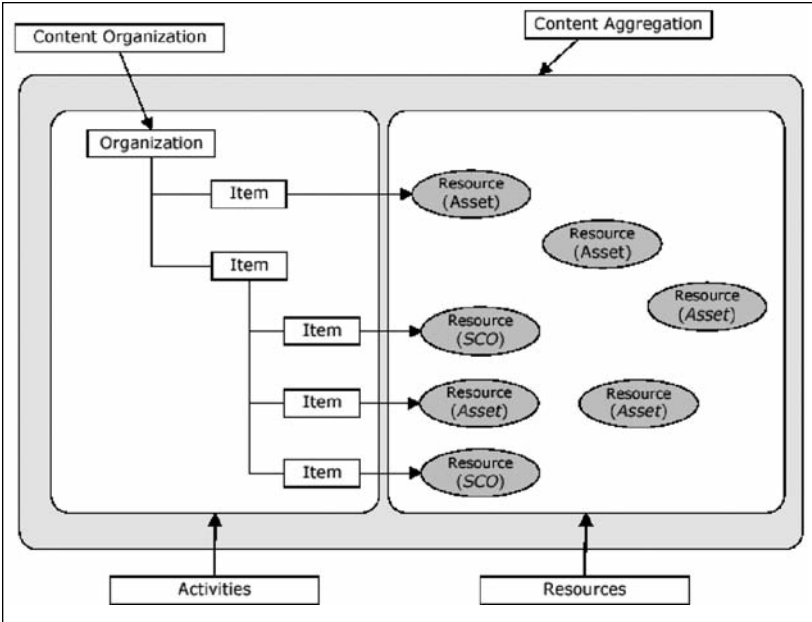 Content Organization
Content Aggregation
Organization
Item
Resource
(Asset)
Resource
(Asset)
Item
Resource
(Asset)
Item
Resource
(SCO)
Item
Resource
(Asset)
Resource
(Asset)
Item
Resource
(SCO)
Activities
Resources